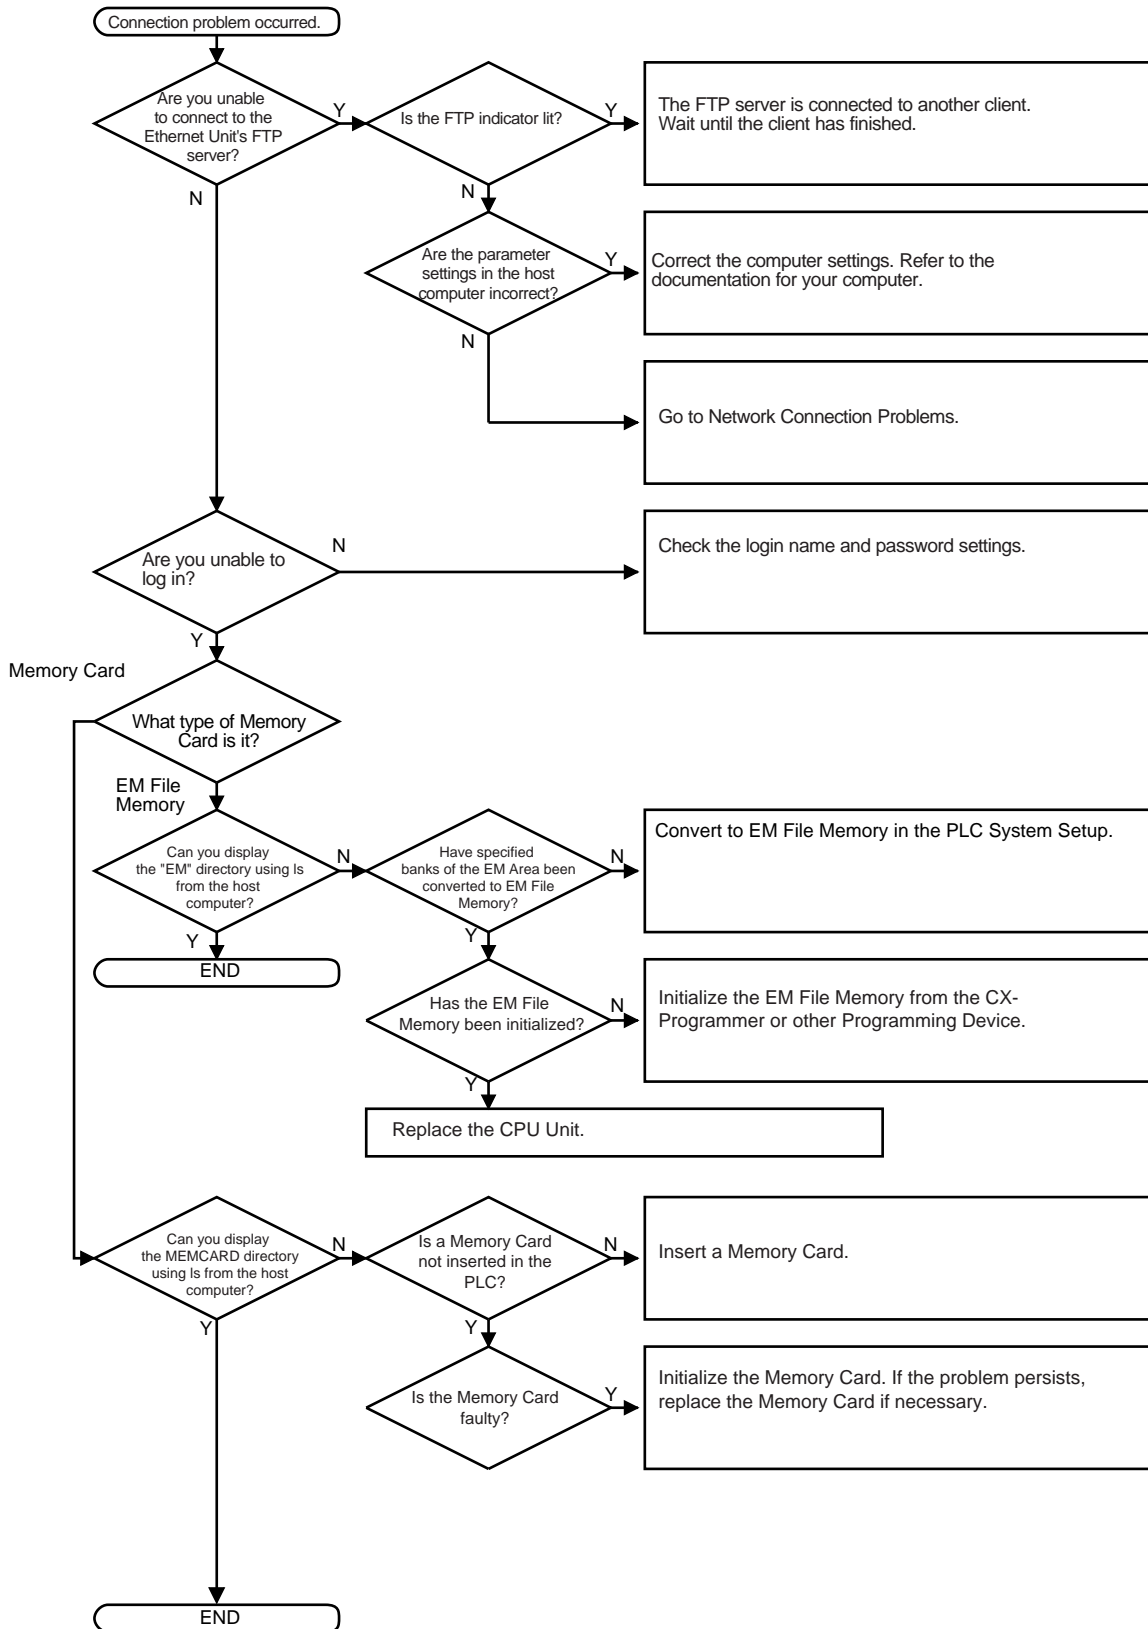 Connection problem occurred.
Are you unable
to connect to the
Ethernet Unit's FTP
server?
Y
Is the FTP indicator lit?
Y
The FTP server is connected to another client.
Wait until the client has finished.
N
N
Are the parameter
settings in the host
computer incorrect?
Y
Correct the computer settings. Refer to the
documentation for your computer.
N
Go to Network Connection Problems.
Are you unable to
log in?
N
Check the login name and password settings.
Y
Memory Card
What type of Memory
Card is it?
EM File
Memory
Can you display
the "EM" directory using ls
from the host
computer?
N
Have specified
banks of the EM Area been
converted to EM File
Memory?
N
Convert to EM File Memory in the PLC System Setup.
Y
END
Y
Has the EM File
Memory been initialized?
N
Initialize the EM File Memory from the CX-
Programmer or other Programming Device.
Y
Replace the CPU Unit.
Can you display
the MEMCARD directory
using ls from the host
computer?
N
Is a Memory Card
not inserted in the
PLC?
N
Insert a Memory Card.
Y
Y
Is the Memory Card
faulty?
Y
Initialize the Memory Card. If the problem persists,
replace the Memory Card if necessary.
END